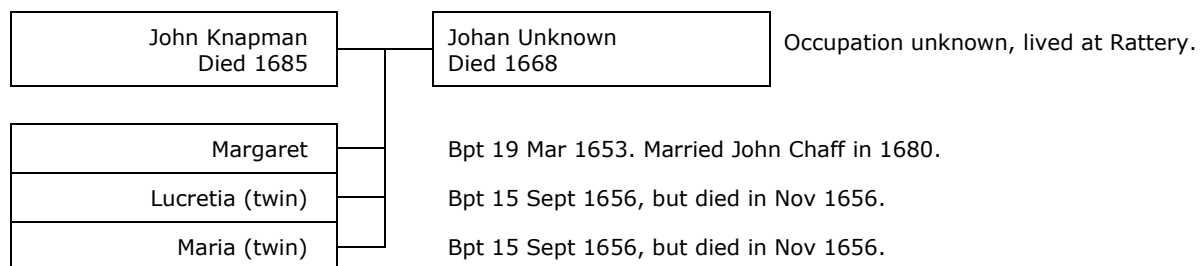 John Knapman
Died 1685
Johan Unknown
Died 1668
Occupation unknown, lived at Rattery.
Margaret
Bpt 19 Mar 1653. Married John Chaff in 1680.
Lucretia (twin)
Bpt 15 Sept 1656, but died in Nov 1656.
Maria (twin)
Bpt 15 Sept 1656, but died in Nov 1656.